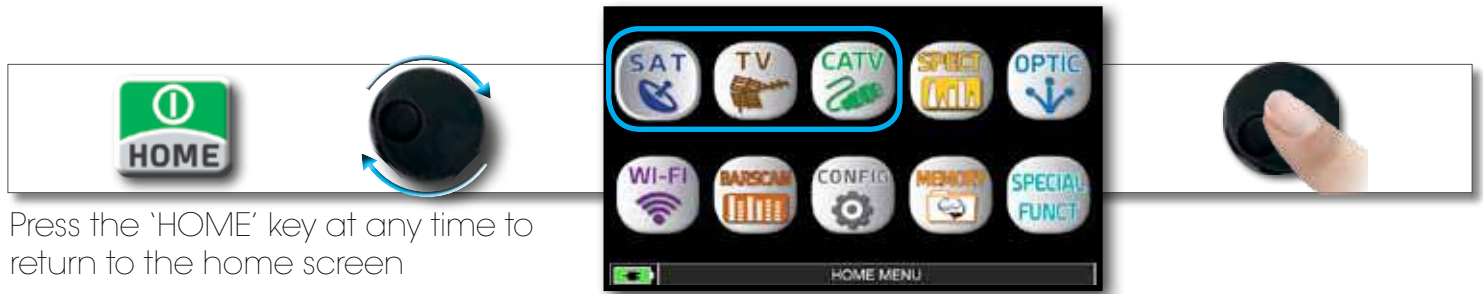 HOME
Press the ‘HOME’ key at any time to
return to the home screen
SAT TV CATV SPECT OPTIC
WI-FI BARSCAN CONFIG MEMORY SPECIAL
FUNCT
HOME MENU